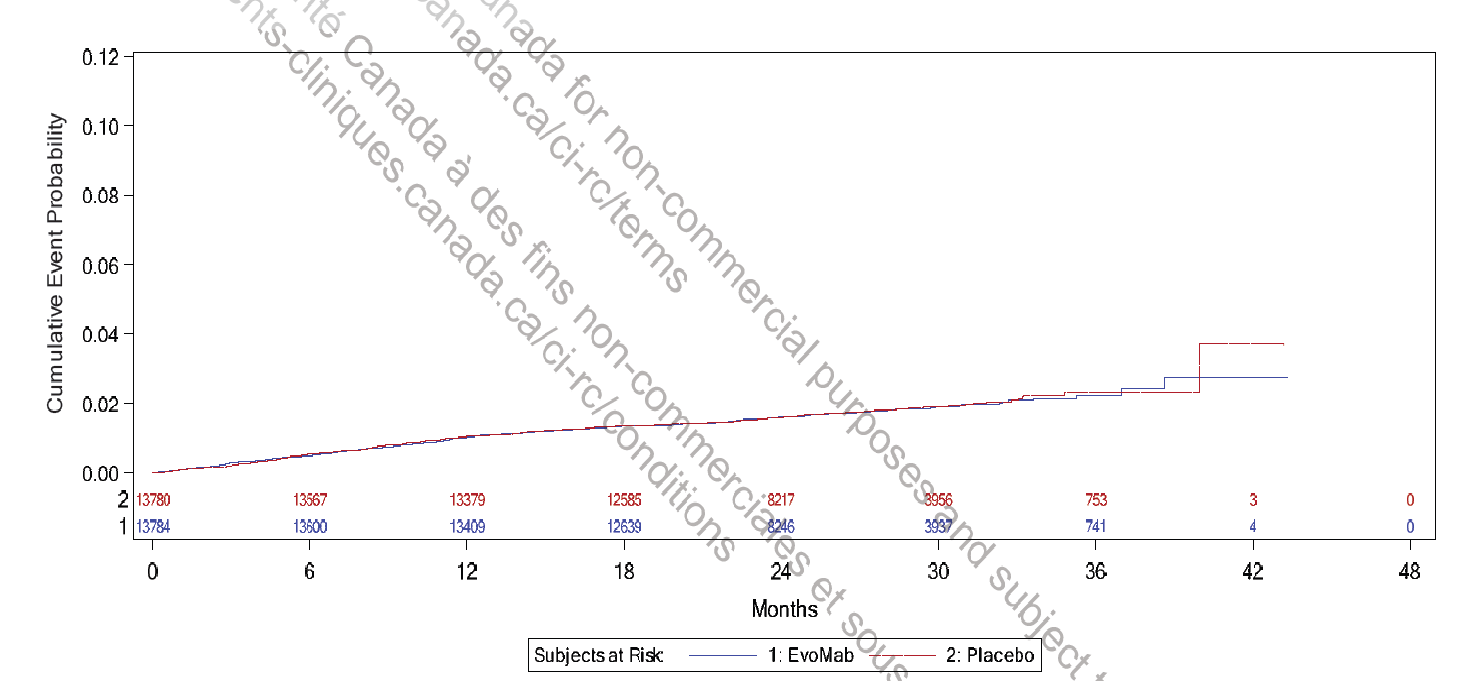 nada for non-commercial purposes and subject t
anada.ca/ci-rc/terms
nté Canada à des fins non-commerciales et sous
nts-cliniques.canada.ca/ci-rc/conditions
Cumulative Event Probability
0.12
0.10
0.08
0.06
0.04
0.02
0.00
2 13780 13567 13379 12585 8217 3956 753 3 0
1 13784 13600 13409 12639 8246 3937 741 4 0
0 6 12 18 24 30 36 42 48
Months
Subjects at Risk: 1: EvoMab 2: Placebo